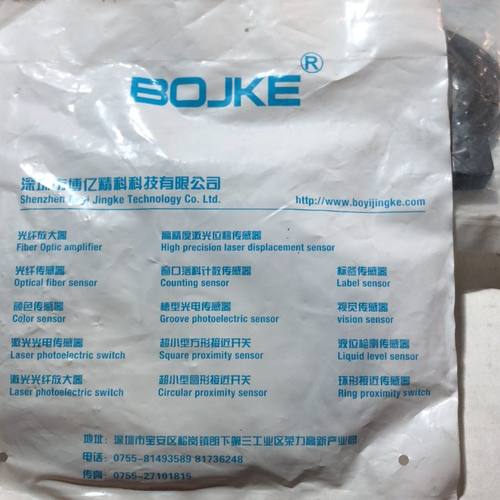 BOJKE®
深圳市博亿精科科技有限公司
Shenzhen Boyi Jingke Technology Co. Ltd.
http://www.boyijingke.com
光纤放大器 高精度激光位移传感器
Fiber Optic amplifier High precision laser displacement sensor
光纤传感器 窗口落料计数传感器 标签传感器
Optical fiber sensor Counting sensor Label sensor
颜色传感器 槽型光电传感器 视觉传感器
Color sensor Groove photoelectric sensor vision sensor
激光光电传感器 超小型方形接近开关 液位检测传感器
Laser photoelectric switch Square proximity sensor Liquid level sensor
激光光纤放大器 超小型圆形接近开关 环形接近传感器
Laser photoelectric switch Circular proximity sensor Ring proximity switch
地址：深圳市宝安区松岗镇朗下第三工业区荣力高新产业园
电话：0755-81493589 81736248
传真：0755-27101815